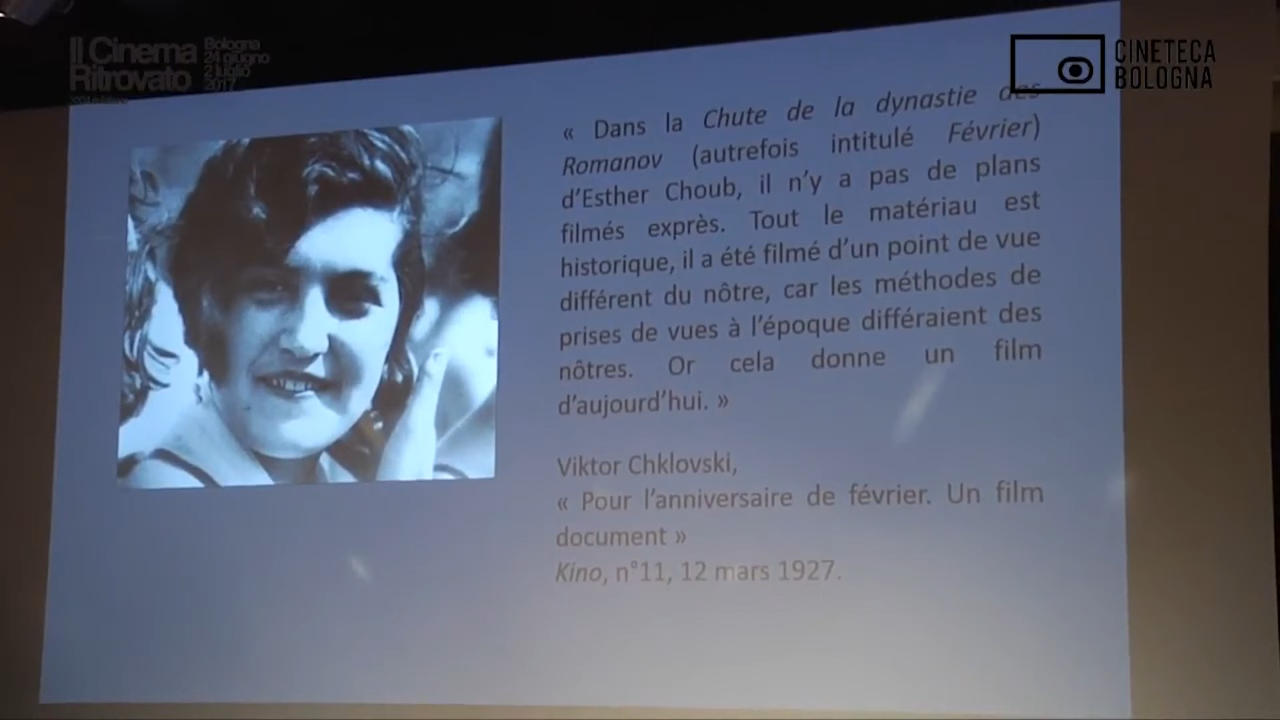 Il Cinema
Ritrovato
Bologna
24 giugno
2 luglio
2017
CINETECA
BOLOGNA
« Dans la Chute de la dynastie des
Romanov (autrefois intitulé Février)
d'Esther Choub, il n'y a pas de plans
filmés exprès. Tout le matériau est
historique, il a été filmé d'un point de vue
différent du nôtre, car les méthodes de
prises de vues à l'époque différaient des
nôtres. Or cela donne un film
d'aujourd'hui. »
Viktor Chklovski,
« Pour l'anniversaire de février. Un film
document »
Kino, n°11, 12 mars 1927.